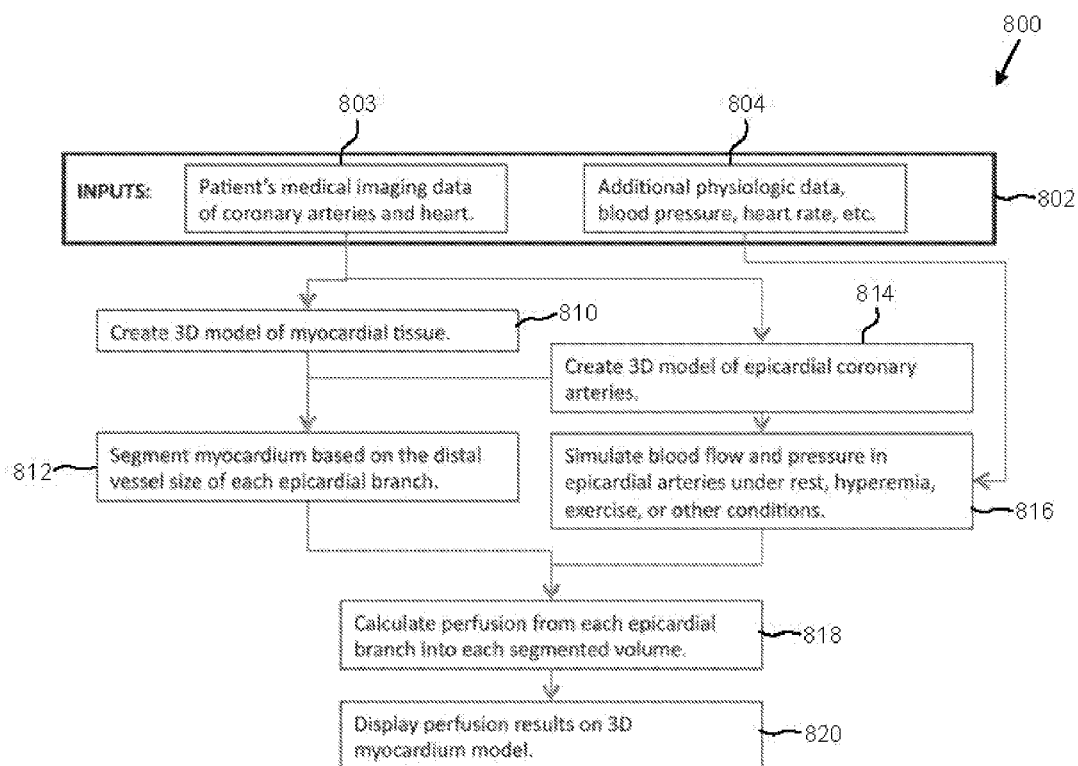 800
803
804
INPUTS:
Patient's medical imaging data
of coronary arteries and heart.
Additional physiologic data,
blood pressure, heart rate, etc.
802
Create 3D model of myocardial tissue.
810
814
Create 3D model of epicardial coronary
arteries.
812
Segment myocardium based on the distal
vessel size of each epicardial branch.
Simulate blood flow and pressure in
epicardial arteries under rest, hyperemia,
exercise, or other conditions.
816
Calculate perfusion from each epicardial
branch into each segmented volume.
818
Display perfusion results on 3D
myocardium model.
820